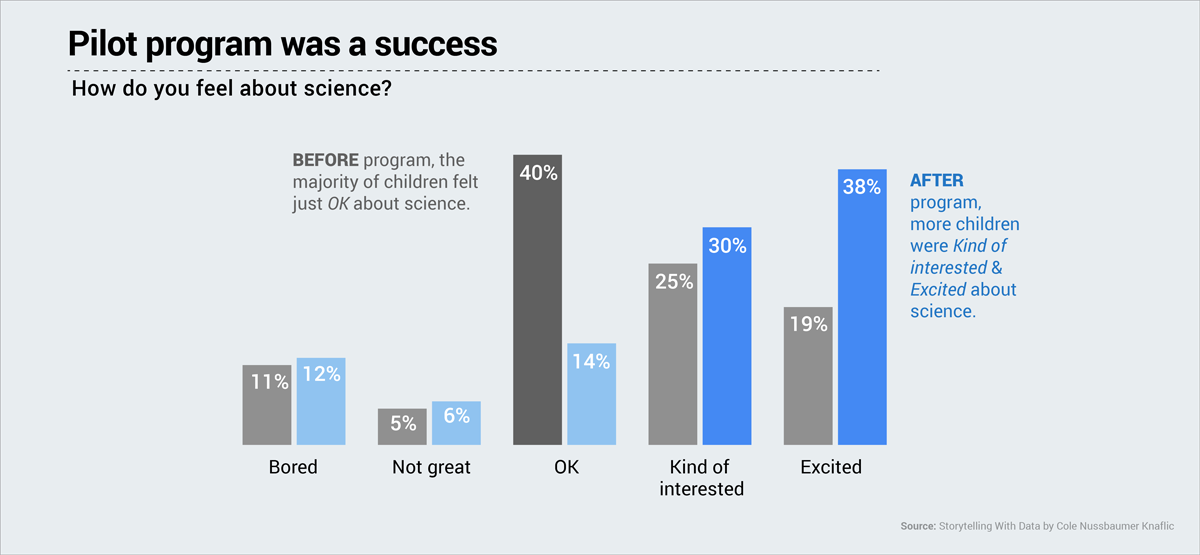 Pilot program was a success
How do you feel about science?
BEFORE program, the
majority of children felt
just OK about science.
40%
38%
AFTER
program,
more children
were Kind of
interested &
Excited about
science.
30%
25%
19%
14%
11%
12%
5%
6%
Bored
Not great
OK
Kind of
interested
Excited
Source: Storytelling With Data by Cole Nussbaumer Knaflic